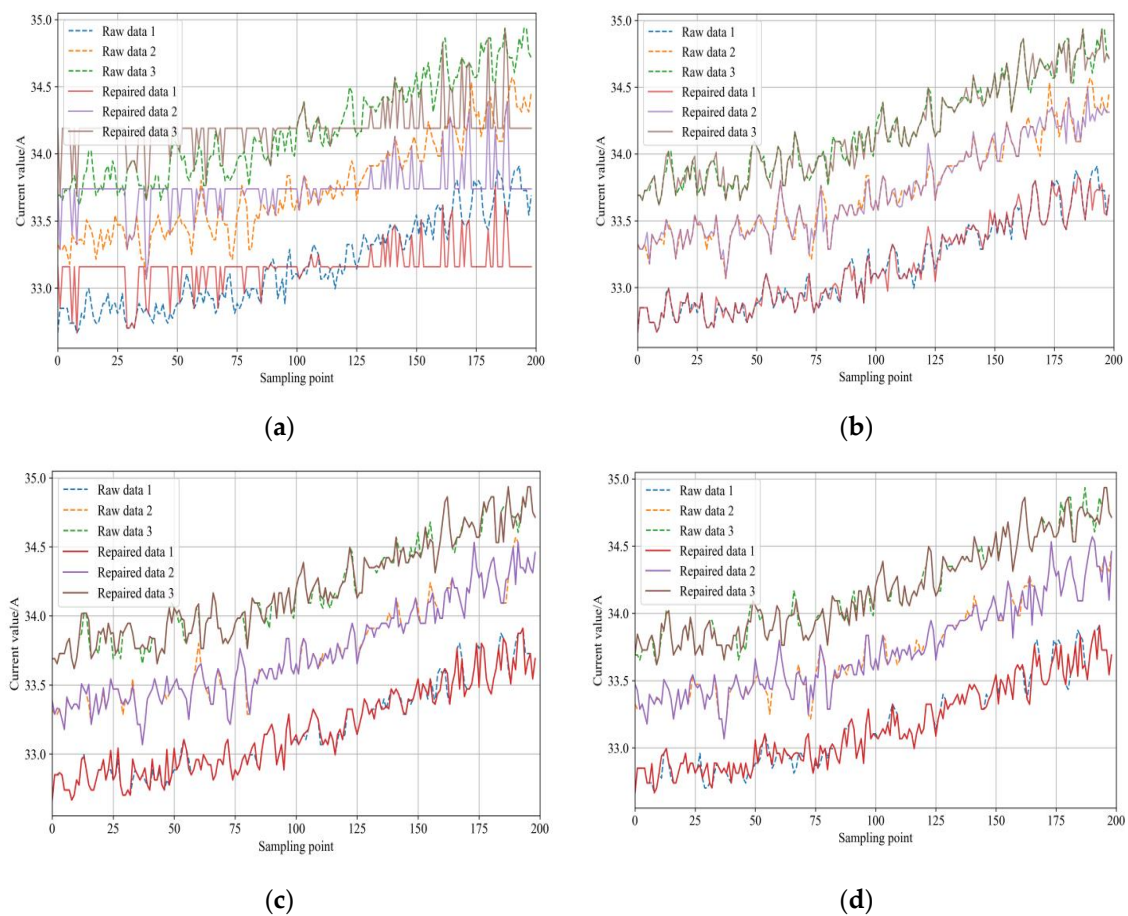 35.0
34.5
34.0
33.5
33.0
Current value/A
Raw data 1
Raw data 2
Raw data 3
Repaired data 1
Repaired data 2
Repaired data 3
0 25 50 75 100 125 150 175 200
Sampling point
(a)
35.0
34.5
34.0
33.5
33.0
Current value/A
Raw data 1
Raw data 2
Raw data 3
Repaired data 1
Repaired data 2
Repaired data 3
0 25 50 75 100 125 150 175 200
Sampling point
(b)
35.0
34.5
34.0
33.5
33.0
Current value/A
Raw data 1
Raw data 2
Raw data 3
Repaired data 1
Repaired data 2
Repaired data 3
0 25 50 75 100 125 150 175 200
Sampling point
(c)
35.0
34.5
34.0
33.5
33.0
Current value/A
Raw data 1
Raw data 2
Raw data 3
Repaired data 1
Repaired data 2
Repaired data 3
0 25 50 75 100 125 150 175 200
Sampling point
(d)